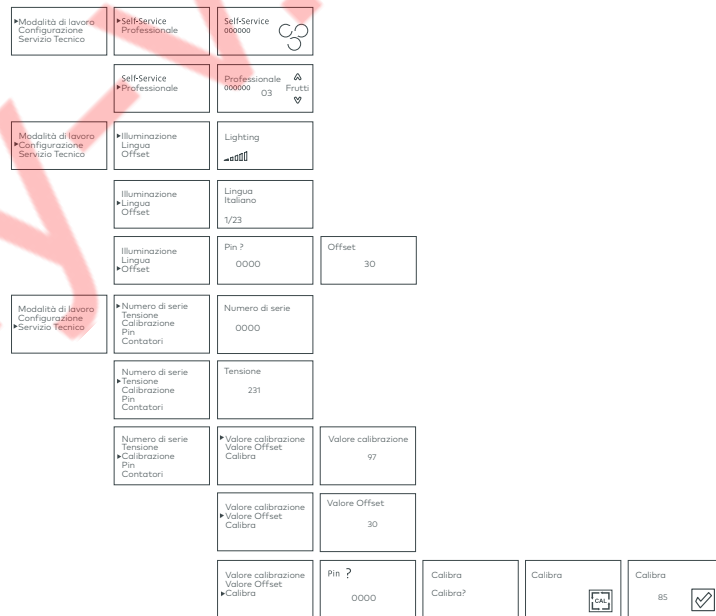 Modalità di lavoro
Configurazione
Servizio Tecnico
Self-Service
Professionale
Self-Service
000000
Self-Service
Professionale
Professionale
000000
03
Frutti
Modalità di lavoro
Configurazione
Servizio Tecnico
Illuminazione
Lingua
Offset
Lighting
Illuminazione
Lingua
Offset
Lingua
Italiano
1/23
Illuminazione
Lingua
Offset
Pin ?
0000
Offset
30
Modalità di lavoro
Configurazione
Servizio Tecnico
Numero di serie
Tensione
Calibrazione
Pin
Contatori
Numero di serie
0000
Numero di serie
Tensione
Calibrazione
Pin
Contatori
Tensione
231
Numero di serie
Tensione
Calibrazione
Pin
Contatori
Valore calibrazione
Valore Offset
Calibra
Valore calibrazione
97
Valore calibrazione
Valore Offset
Calibra
Valore Offset
30
Valore calibrazione
Valore Offset
Calibra
Pin ?
0000
Calibra
Calibra?
Calibra
CAL
Calibra
85